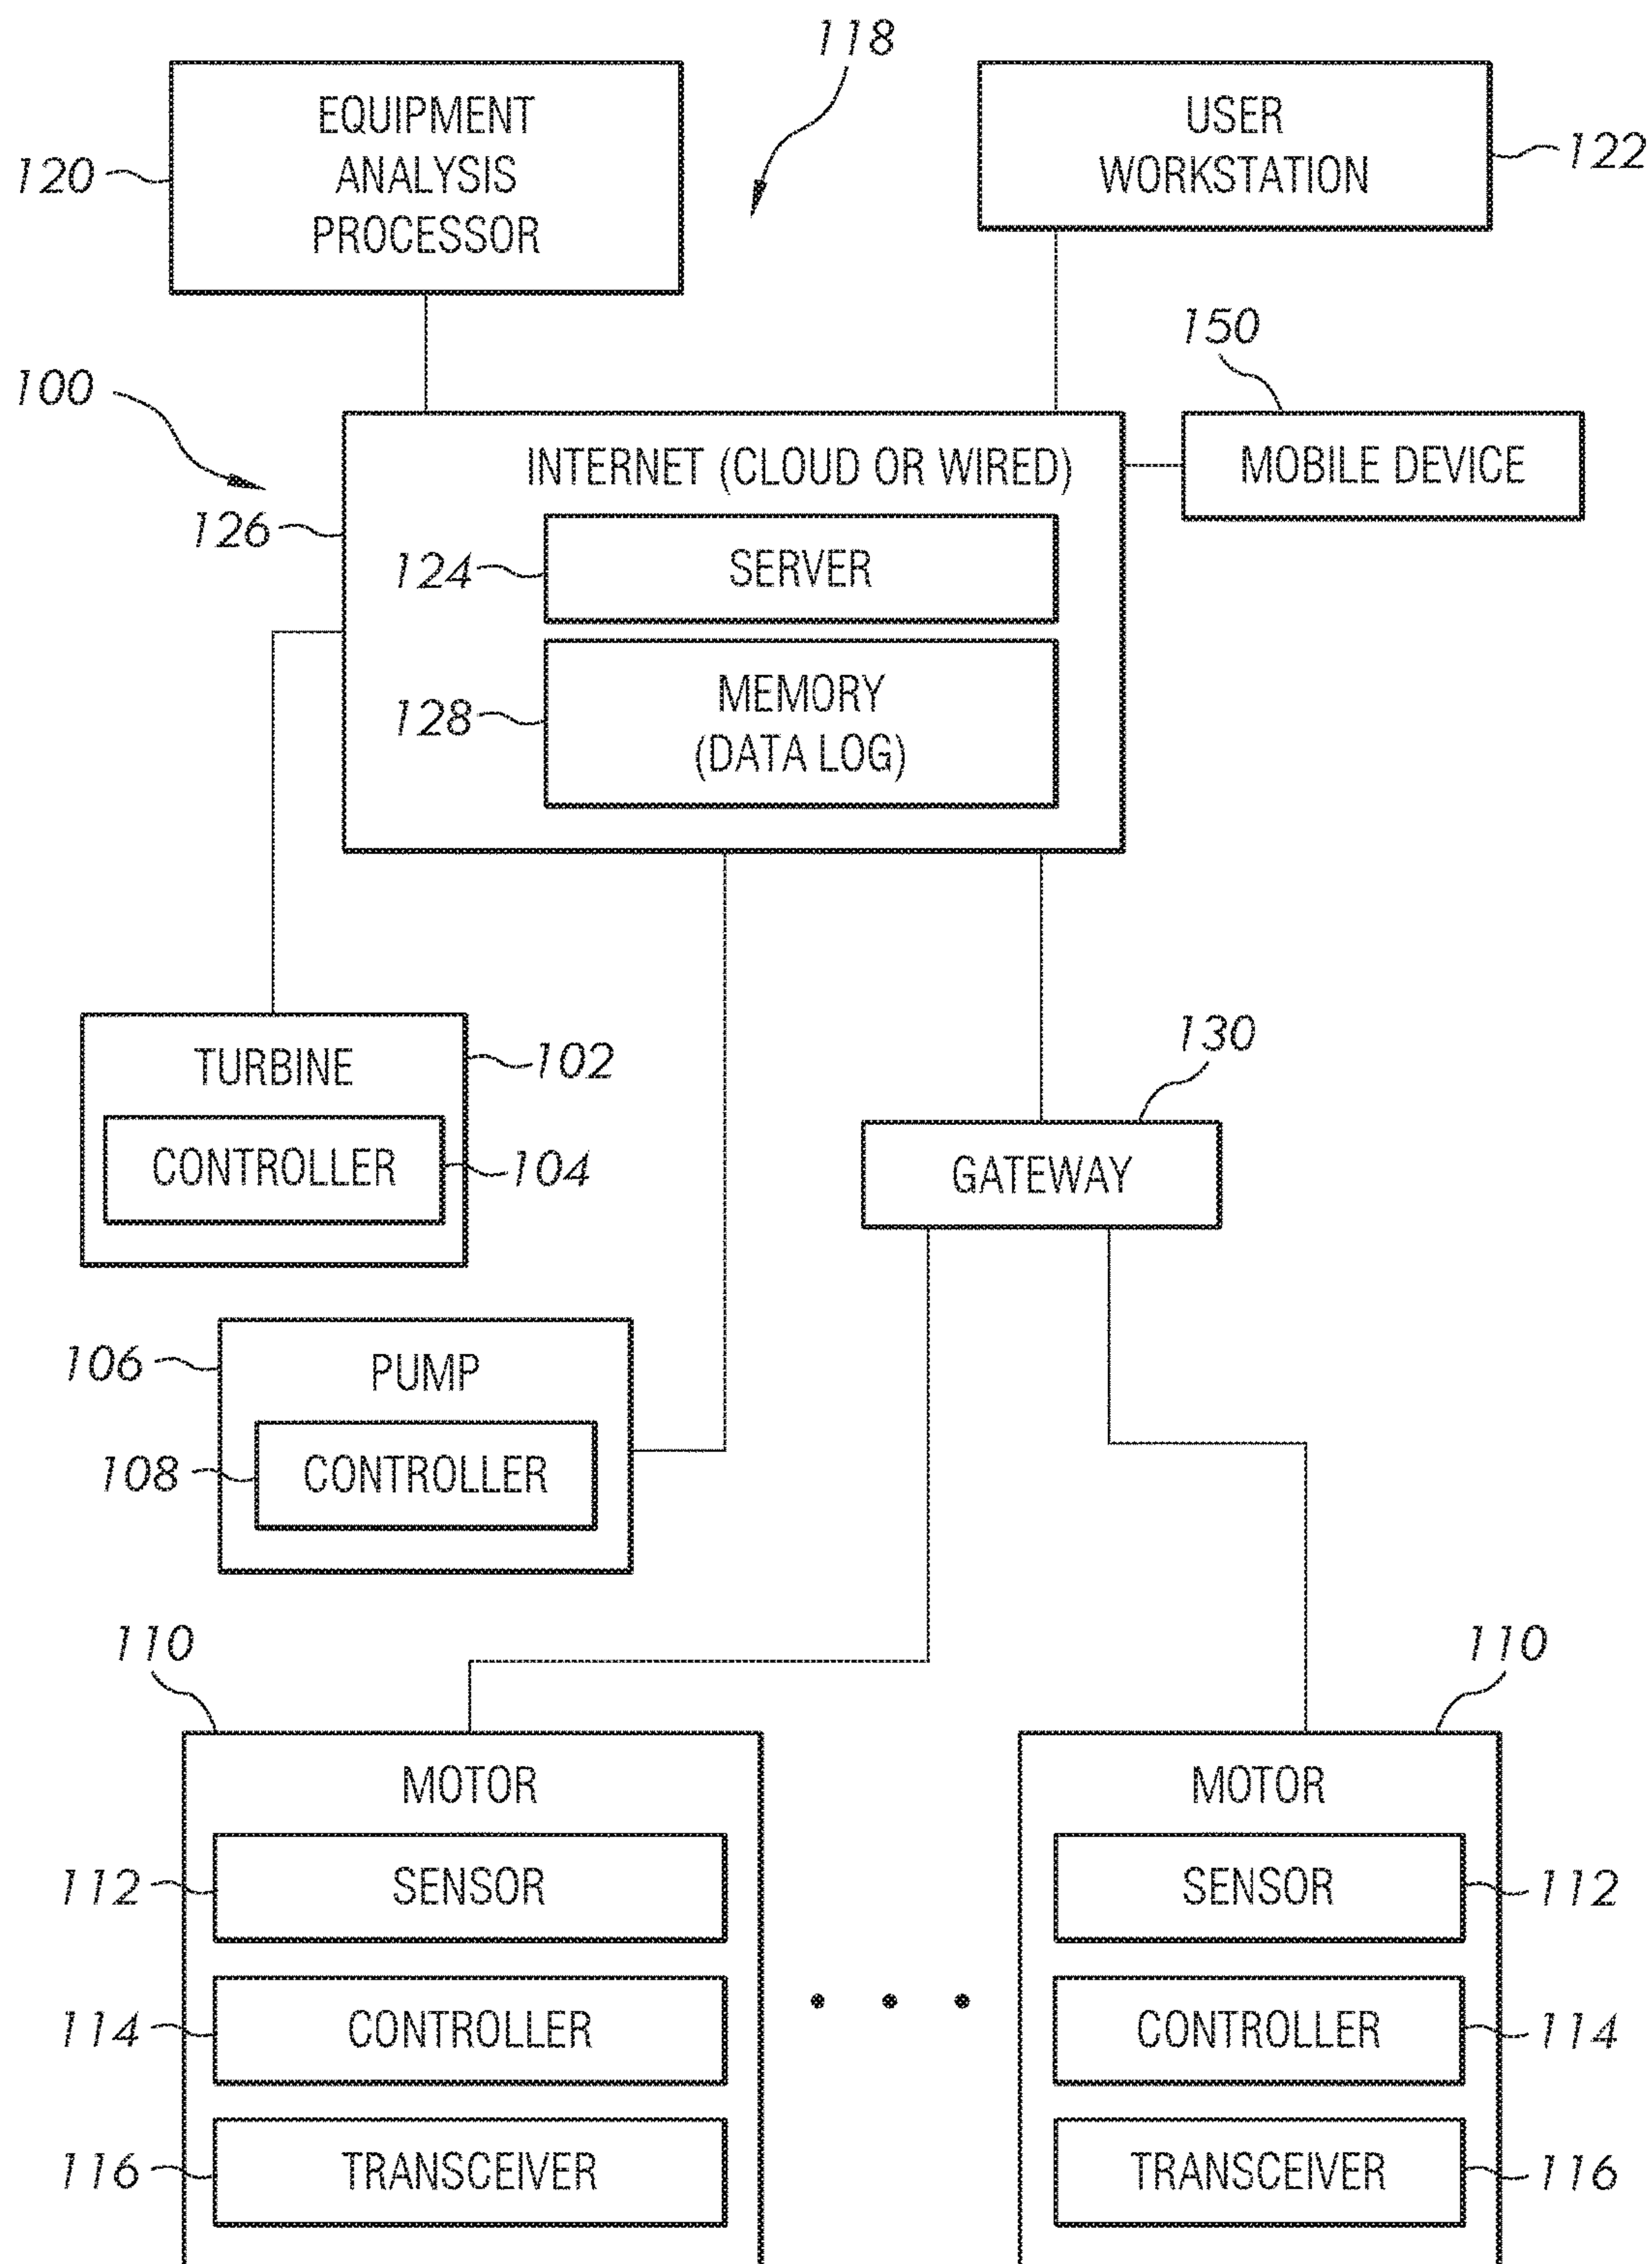 118
EQUIPMENT
ANALYSIS
PROCESSOR
120
USER
WORKSTATION
122
150
MOBILE DEVICE
100
INTERNET (CLOUD OR WIRED)
126
124
SERVER
128
MEMORY
(DATA LOG)
TURBINE
102
CONTROLLER
104
130
GATEWAY
106
PUMP
108
CONTROLLER
110
MOTOR
112
SENSOR
114
CONTROLLER
116
TRANSCEIVER
110
MOTOR
SENSOR
112
CONTROLLER
114
TRANSCEIVER
116